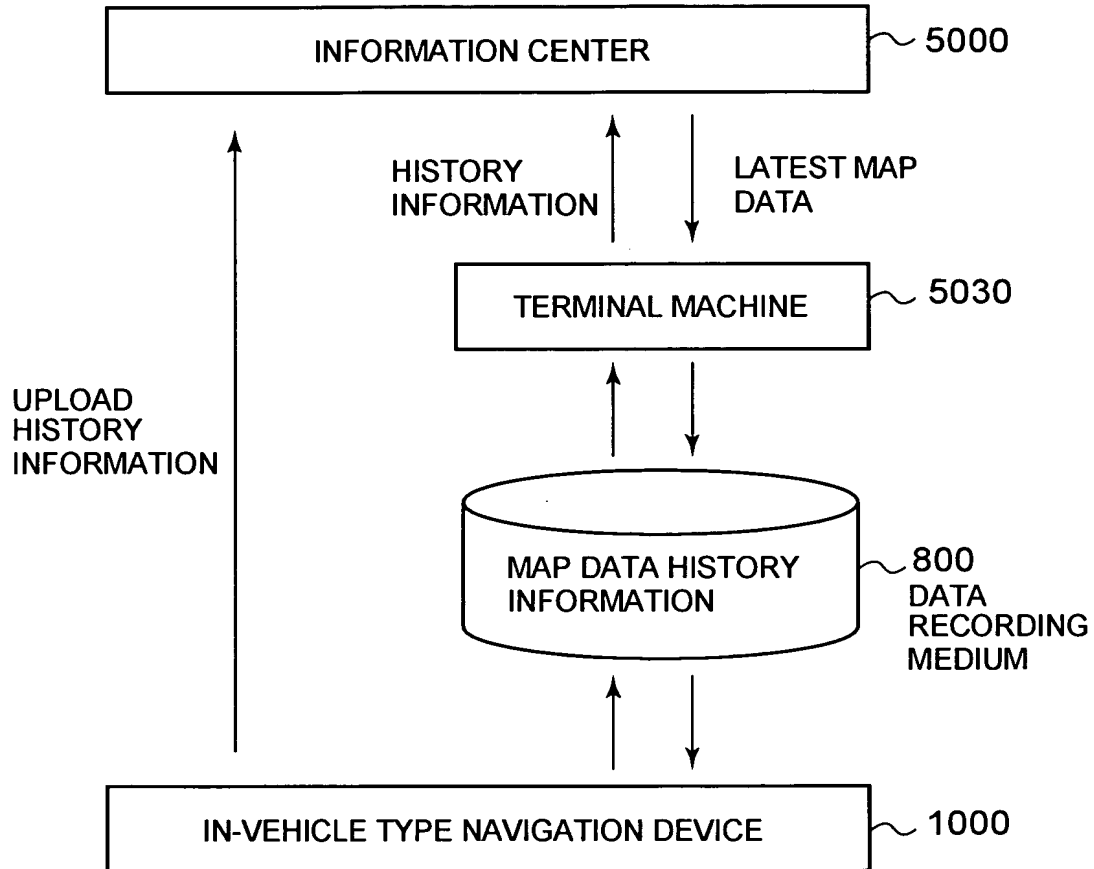 INFORMATION CENTER
5000
HISTORY
INFORMATION
LATEST MAP
DATA
TERMINAL MACHINE
5030
UPLOAD
HISTORY
INFORMATION
MAP DATA HISTORY
INFORMATION
800
DATA
RECORDING
MEDIUM
IN-VEHICLE TYPE NAVIGATION DEVICE
1000